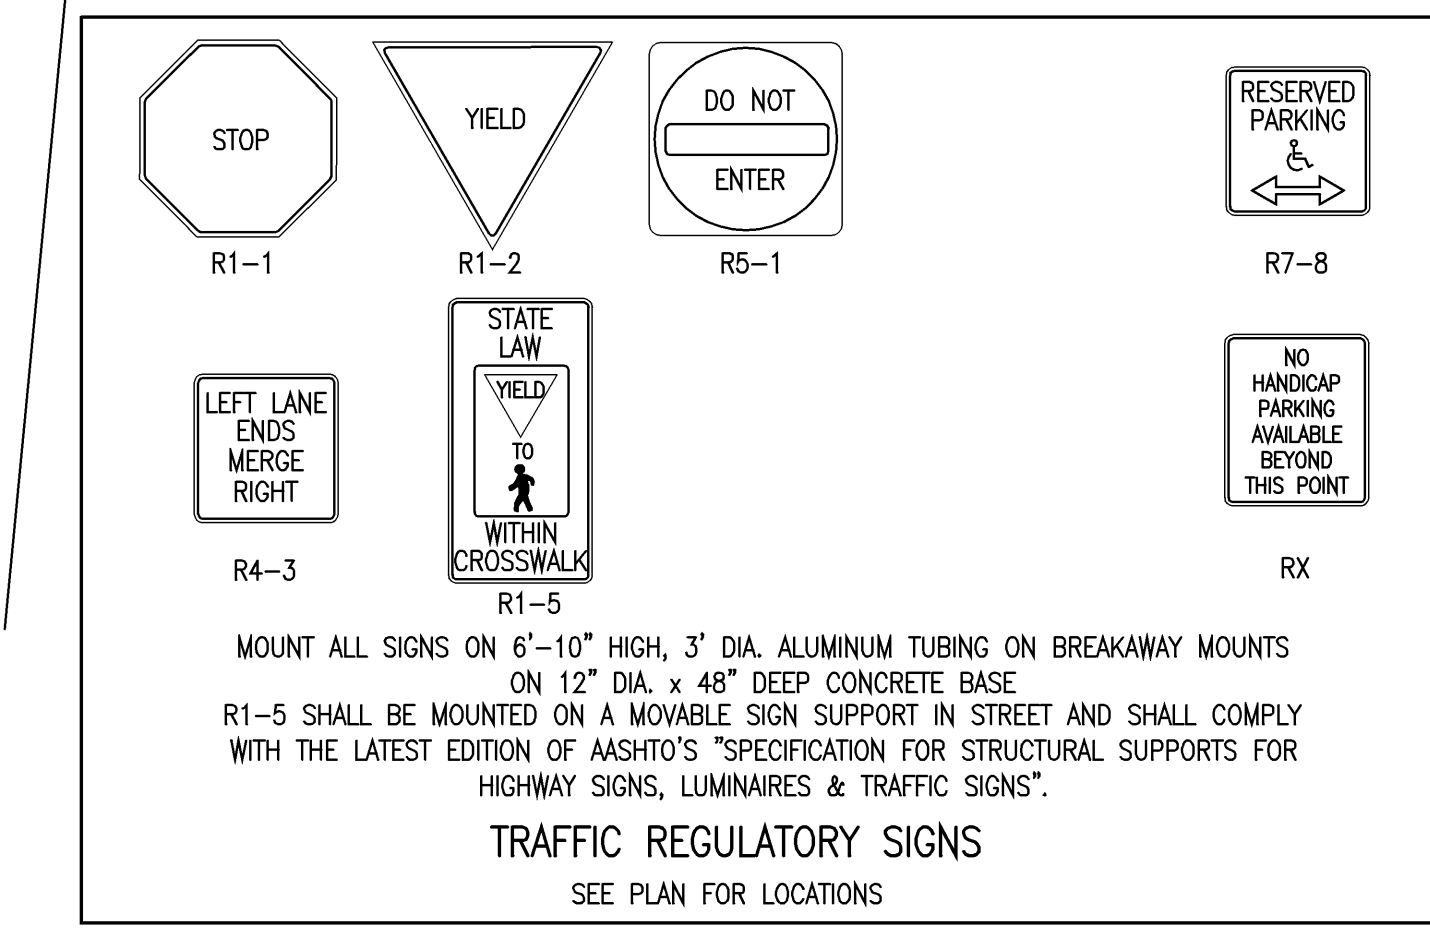 STOP
R1-1
YIELD
R1-2
DO NOT
ENTER
R5-1
RESERVED
PARKING
R7-8
LEFT LANE
ENDS
MERGE
RIGHT
R4-3
STATE
LAW
YIELD
TO
WITHIN
CROSSWALK
R1-5
NO
HANDICAP
PARKING
AVAILABLE
BEYOND
THIS POINT
RX
MOUNT ALL SIGNS ON 6'-10" HIGH, 3' DIA. ALUMINUM TUBING ON BREAKAWAY MOUNTS
ON 12" DIA. x 48" DEEP CONCRETE BASE
R1-5 SHALL BE MOUNTED ON A MOVABLE SIGN SUPPORT IN STREET AND SHALL COMPLY
WITH THE LATEST EDITION OF AASHTO'S "SPECIFICATION FOR STRUCTURAL SUPPORTS FOR
HIGHWAY SIGNS, LUMINAIRES & TRAFFIC SIGNS".
TRAFFIC REGULATORY SIGNS
SEE PLAN FOR LOCATIONS